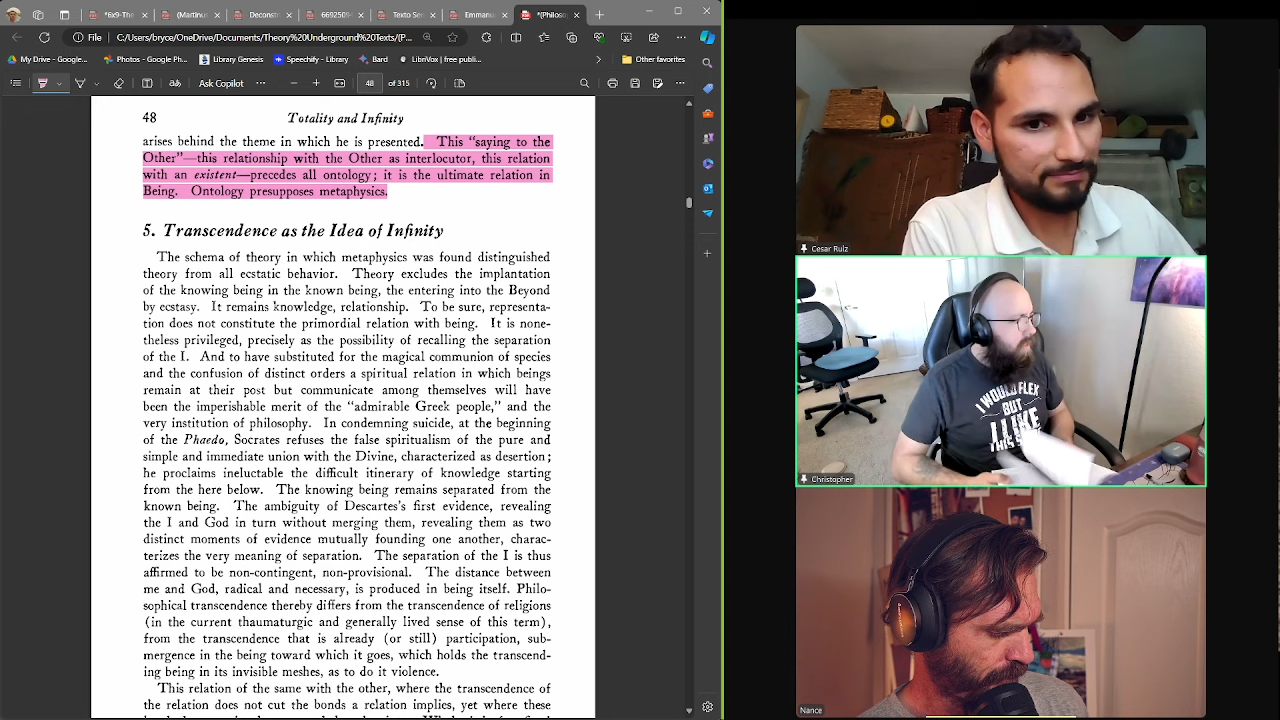 *6x9-The
(Martinus
Deconstr
6692509
Texto Se
Emmanu
*(Philoso
File C:/Users/bryce/OneDrive/Documents/Theory%20Underground%20Texts/(P...
My Drive - Google...
Photos - Google Ph...
Library Genesis
Speechify - Library
Bard
LibriVox | free publi...
Other favorites
Ask Copilot
48 of 315
48 Totality and Infinity
arises behind the theme in which he is presented. This "saying to the
Other"—this relationship with the Other as interlocutor, this relation
with an existent—precedes all ontology; it is the ultimate relation in
Being. Ontology presupposes metaphysics.
5. Transcendence as the Idea of Infinity
The schema of theory in which metaphysics was found distinguished
theory from all ecstatic behavior. Theory excludes the implantation
of the knowing being in the known being, the entering into the Beyond
by ecstasy. It remains knowledge, relationship. To be sure, representa-
tion does not constitute the primordial relation with being. It is none-
theless privileged, precisely as the possibility of recalling the separation
of the I. And to have substituted for the magical communion of species
and the confusion of distinct orders a spiritual relation in which beings
remain at their post but communicate among themselves will have
been the imperishable merit of the "admirable Greek people," and the
very institution of philosophy. In condemning suicide, at the beginning
of the Phaedo, Socrates refuses the false spiritualism of the pure and
simple and immediate union with the Divine, characterized as desertion;
he proclaims ineluctable the difficult itinerary of knowledge starting
from the here below. The knowing being remains separated from the
known being. The ambiguity of Descartes's first evidence, revealing
the I and God in turn without merging them, revealing them as two
distinct moments of evidence mutually founding one another, charac-
terizes the very meaning of separation. The separation of the I is thus
affirmed to be non-contingent, non-provisional. The distance between
me and God, radical and necessary, is produced in being itself. Philo-
sophical transcendence thereby differs from the transcendence of religions
(in the current thaumaturgic and generally lived sense of this term),
from the transcendence that is already (or still) participation, sub-
mergence in the being toward which it goes, which holds the transcend-
ing being in its invisible meshes, as to do it violence.
This relation of the same with the other, where the transcendence of
the relation does not cut the bonds a relation implies, yet where these
Cesar Ruiz
I WOULD FLEX
BUT
I LIKE
THIS
Christopher
Nance